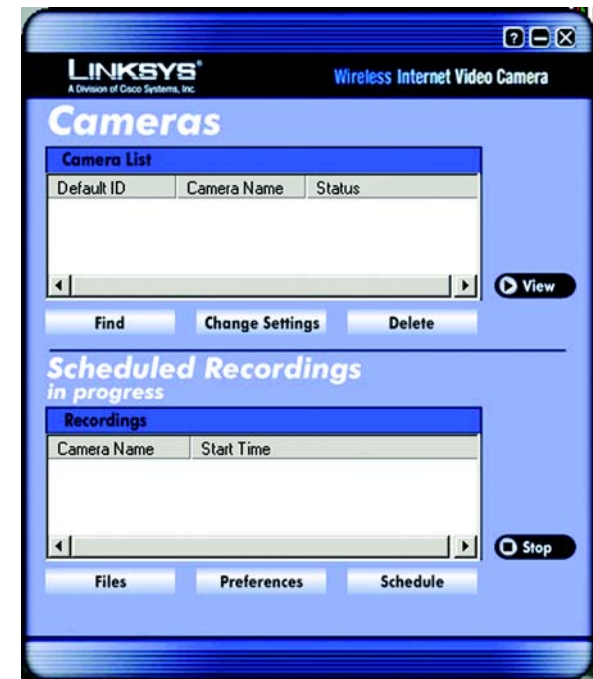 ?
LINKSYS®
A Division of Cisco Systems, Inc.
Wireless Internet Video Camera
Cameras
Camera List
Default ID Camera Name Status
View
Find Change Settings Delete
Scheduled Recordings
in progress
Recordings
Camera Name Start Time
Stop
Files Preferences Schedule